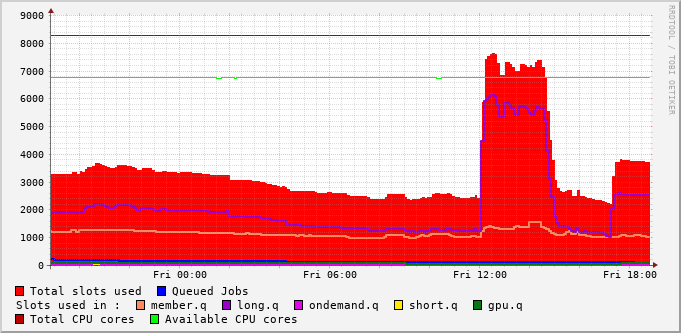 9000
8000
7000
6000
5000
4000
3000
2000
1000
0
Fri 00:00 Fri 06:00 Fri 12:00 Fri 18:00
RRDTOOL / TOBI OETIKER
Total slots used Queued Jobs
Slots used in : member.q long.q ondemand.q short.q gpu.q
Total CPU cores Available CPU cores